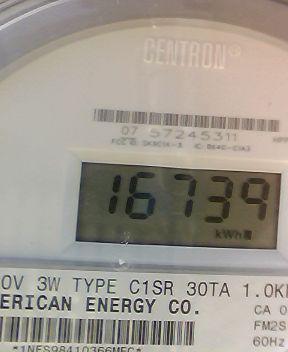 CENTRON®
07 57245311
16739
kWh
0V 3W TYPE C1SR 30TA 1.0K
ERICAN ENERGY CO.
CA 0
FM2S
60Hz
*1NES98410366MFC*